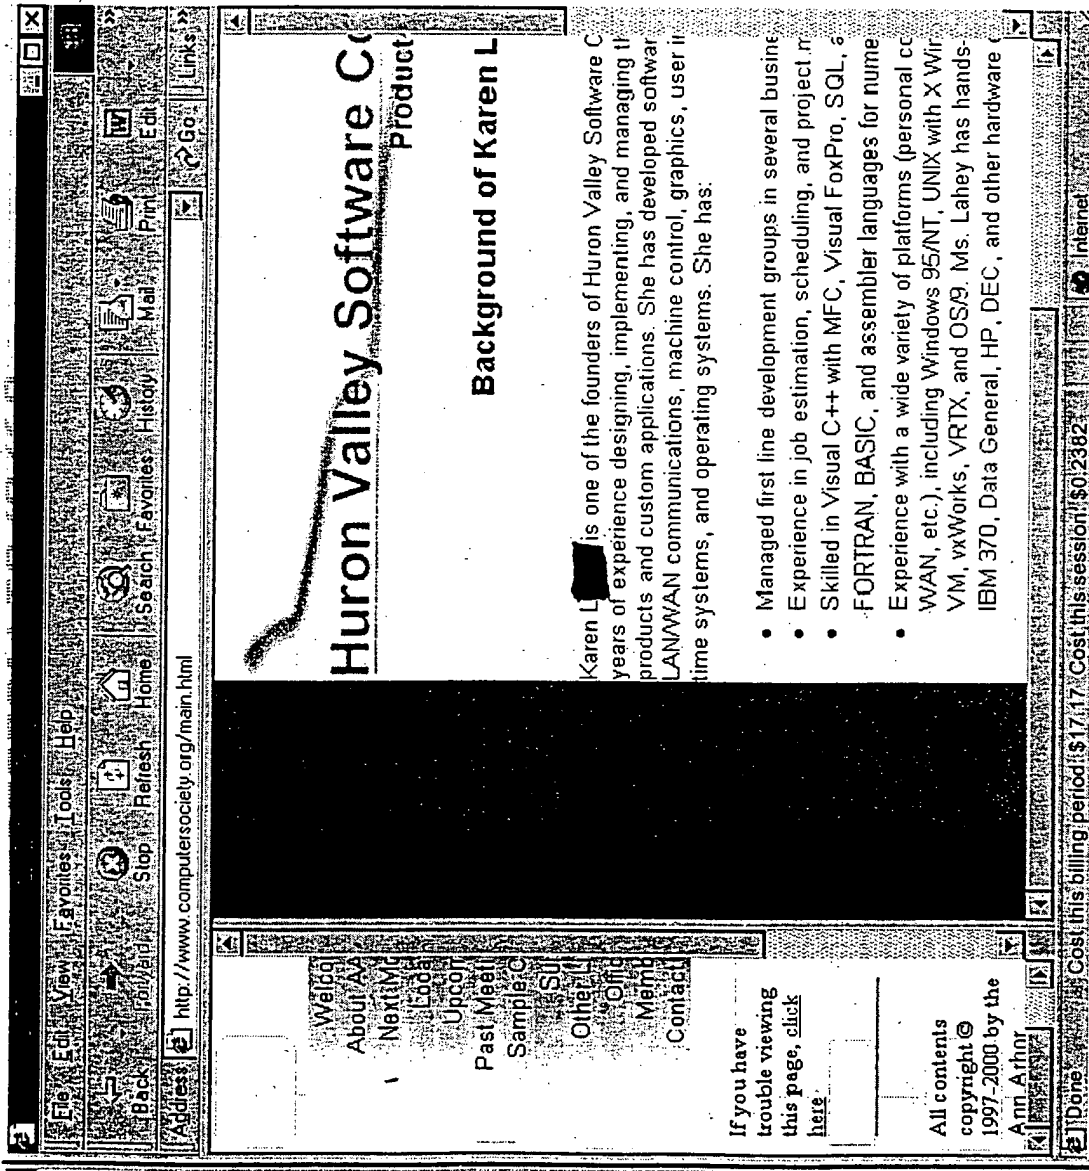 File Edit View Favorites Tools Help
Back Forward Stop Refresh Home Search Favorites History Mail Print Edit
Address http://www.computersociety.org/main.html Go Links
About AA
Past Meeti
Sample C
Other Li
Offic
Memb
Contact
If you have
trouble viewing
this page, click
here
All contents
copyright ©
1997-2000 by the
Ann Arbor
Huron Valley Software Co
Product
Background of Karen L
Karen L is one of the founders of Huron Valley Software C
years of experience designing, implementing, and managing th
products and custom applications. She has developed softwar
LAN/WAN communications, machine control, graphics, user in
time systems, and operating systems. She has:
• Managed first line development groups in several busine
• Experience in job estimation, scheduling, and project m
• Skilled in Visual C++ with MFC, Visual FoxPro, SQL, a
FORTRAN, BASIC, and assembler languages for nume
• Experience with a wide variety of platforms (personal co
WAN, etc.), including Windows 95/NT, UNIX with X Win
VM, vxWorks, VRTX, and OS/9. Ms. Lahey has hands-
IBM 370, Data General, HP, DEC, and other hardware
Done Cost this billing period !$17.17. Cost this session !$0.2382 Internet